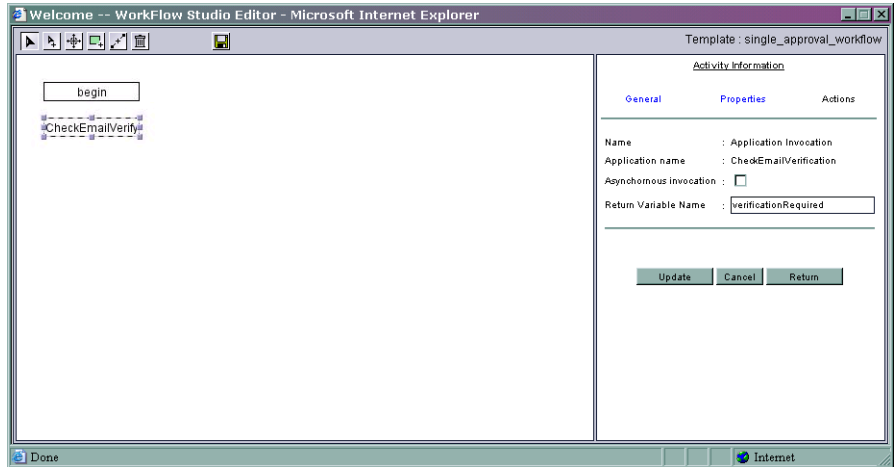 Welcome -- WorkFlow Studio Editor - Microsoft Internet Explorer
Template : single_approval_workflow
begin
CheckEmailVerify
Activity Information
General Properties Actions
Name : Application Invocation
Application name : CheckEmailVerification
Asynchornous invocation :
Return Variable Name : verificationRequired
Update Cancel Return
Done Internet